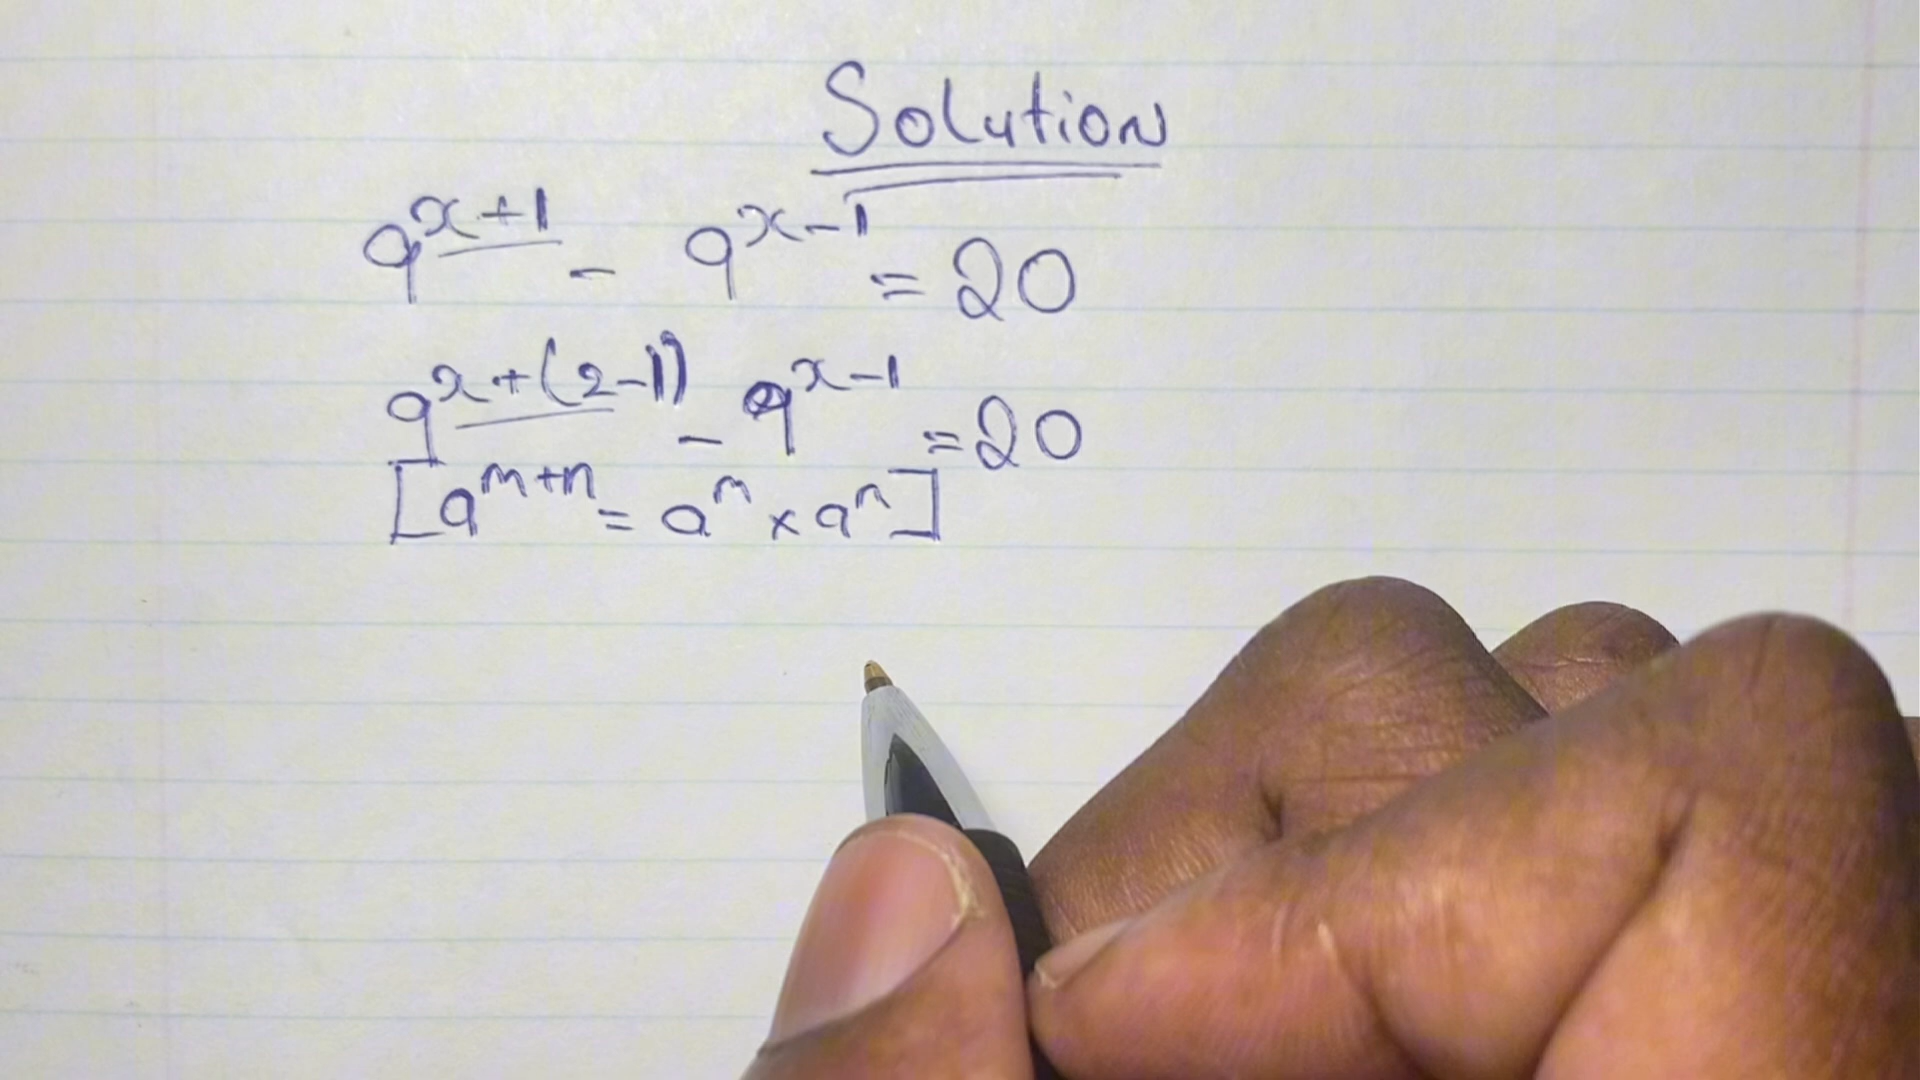 Solution
9^{x+1} - 9^{x-1} = 20
9^{x+(2-1)} - 9^{x-1} = 20
[a^{m+n} = a^m × a^n]